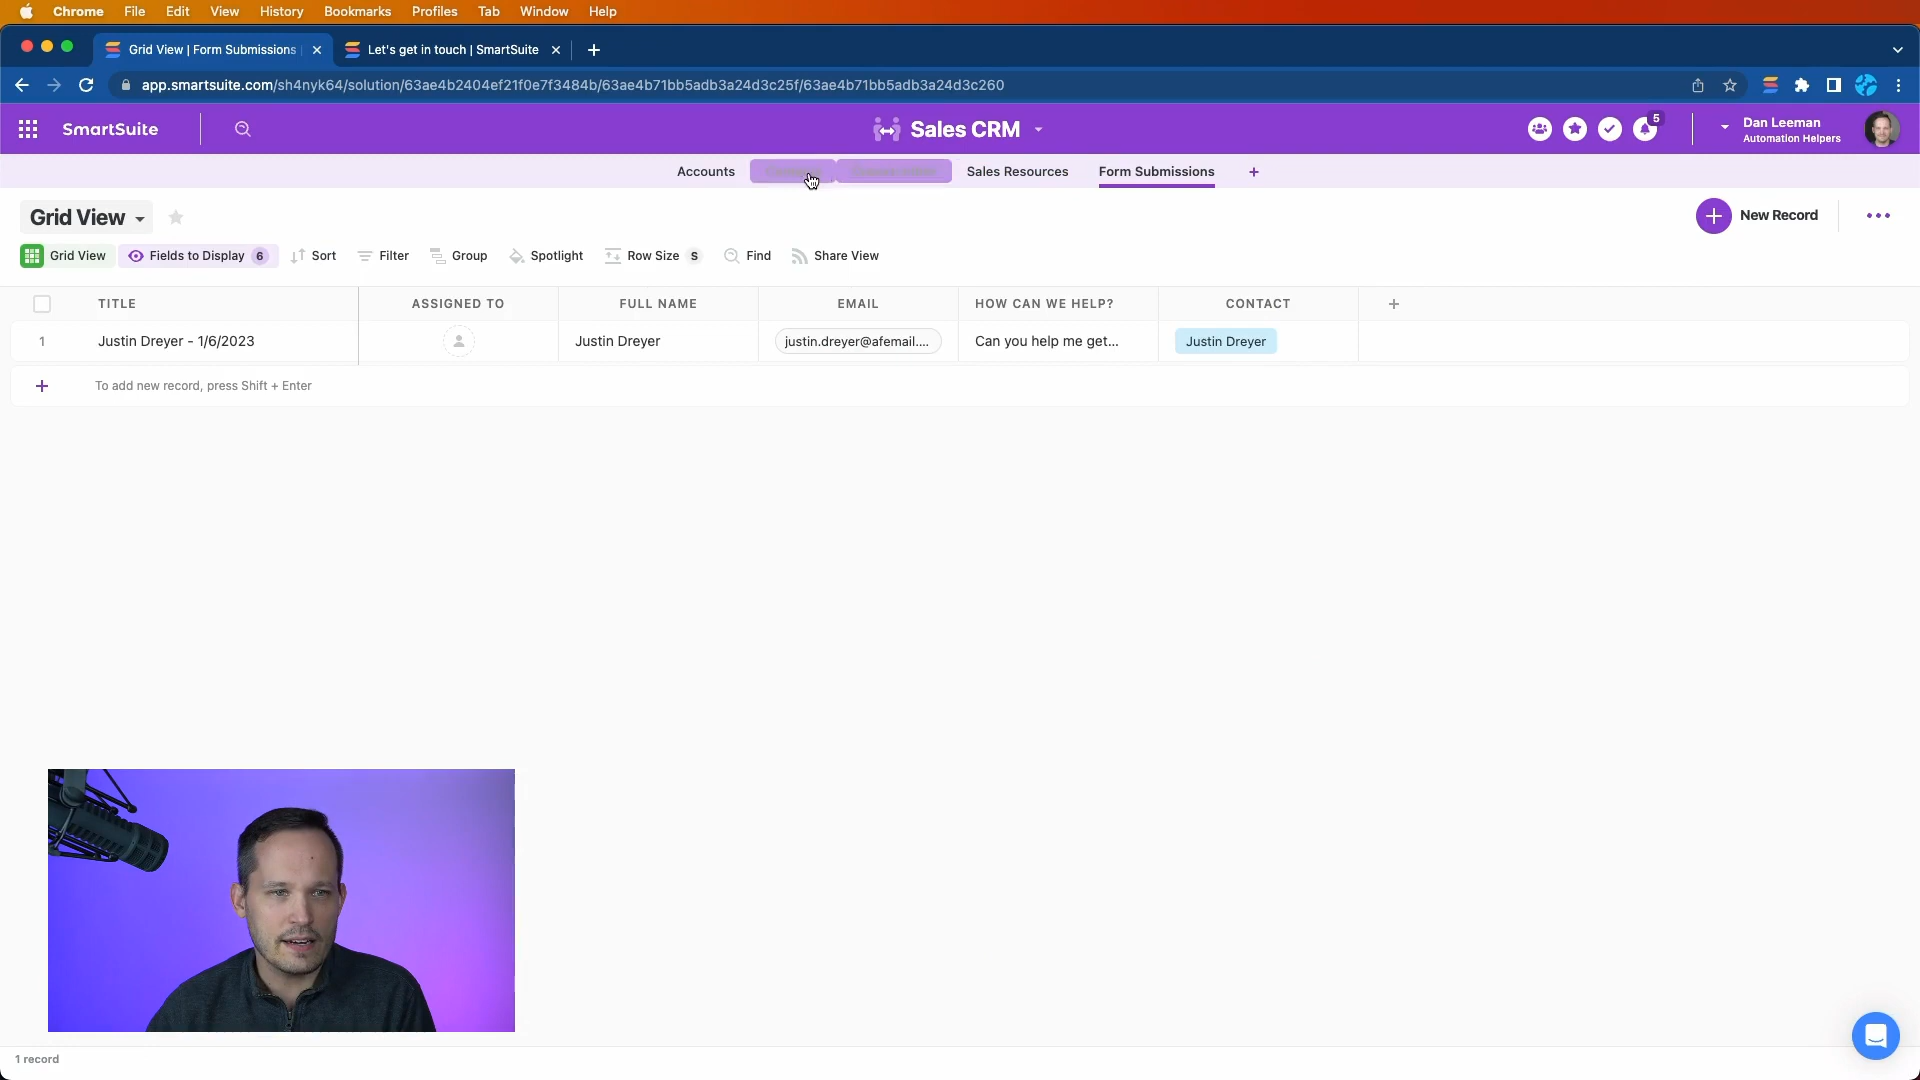 Chrome File Edit View History Bookmarks Profiles Tab Window Help
Grid View | Form Submissions
Let's get in touch | SmartSuite
app.smartsuite.com/sh4nyk64/solution/63ae4b2404ef21f0e7f3484b/63ae4b71bb5adb3a24d3c25f/63ae4b71bb5adb3a24d3c260
SmartSuite
Sales CRM
5
Dan Leeman
Automation Helpers
Accounts
Sales Resources
Form Submissions
Grid View
New Record
Grid View
Fields to Display 6
Sort
Filter
Group
Spotlight
Row Size S
Find
Share View
TITLE
ASSIGNED TO
FULL NAME
EMAIL
HOW CAN WE HELP?
CONTACT
1
Justin Dreyer - 1/6/2023
Justin Dreyer
justin.dreyer@afemail....
Can you help me get...
Justin Dreyer
To add new record, press Shift + Enter
1 record